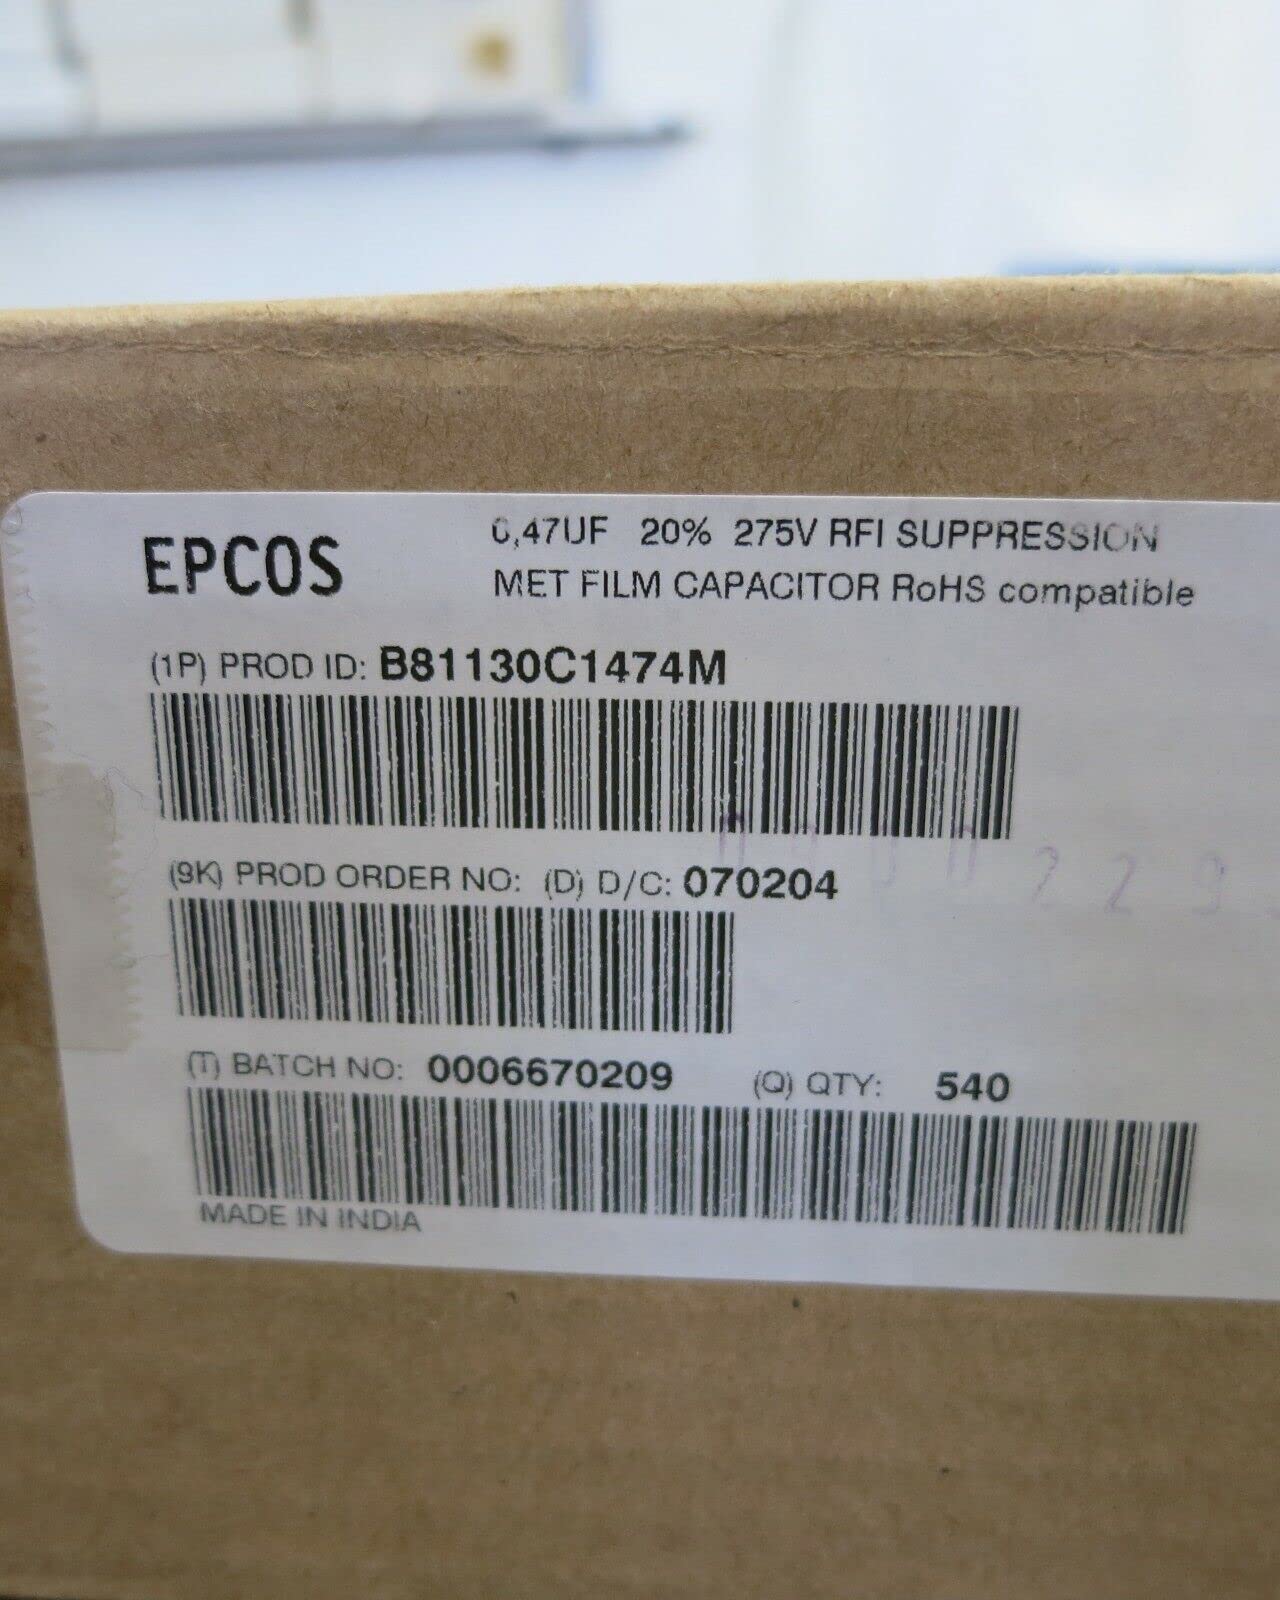 EPCOS
0,47UF 20% 275V RFI SUPPRESSION
MET FILM CAPACITOR RoHS compatible
(1P) PROD ID: B81130C1474M
(9K) PROD ORDER NO: (D) D/C: 070204
(T) BATCH NO: 0006670209 (Q) QTY: 540
MADE IN INDIA